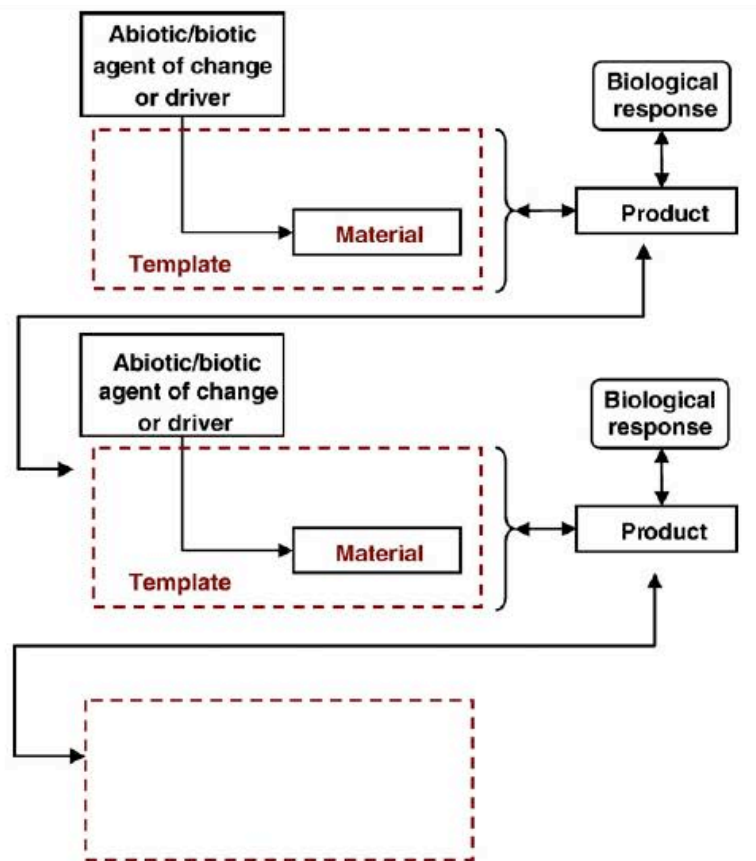 Abiotic/biotic
agent of change
or driver
Biological
response
Product
Material
Template
Abiotic/biotic
agent of change
or driver
Biological
response
Product
Material
Template